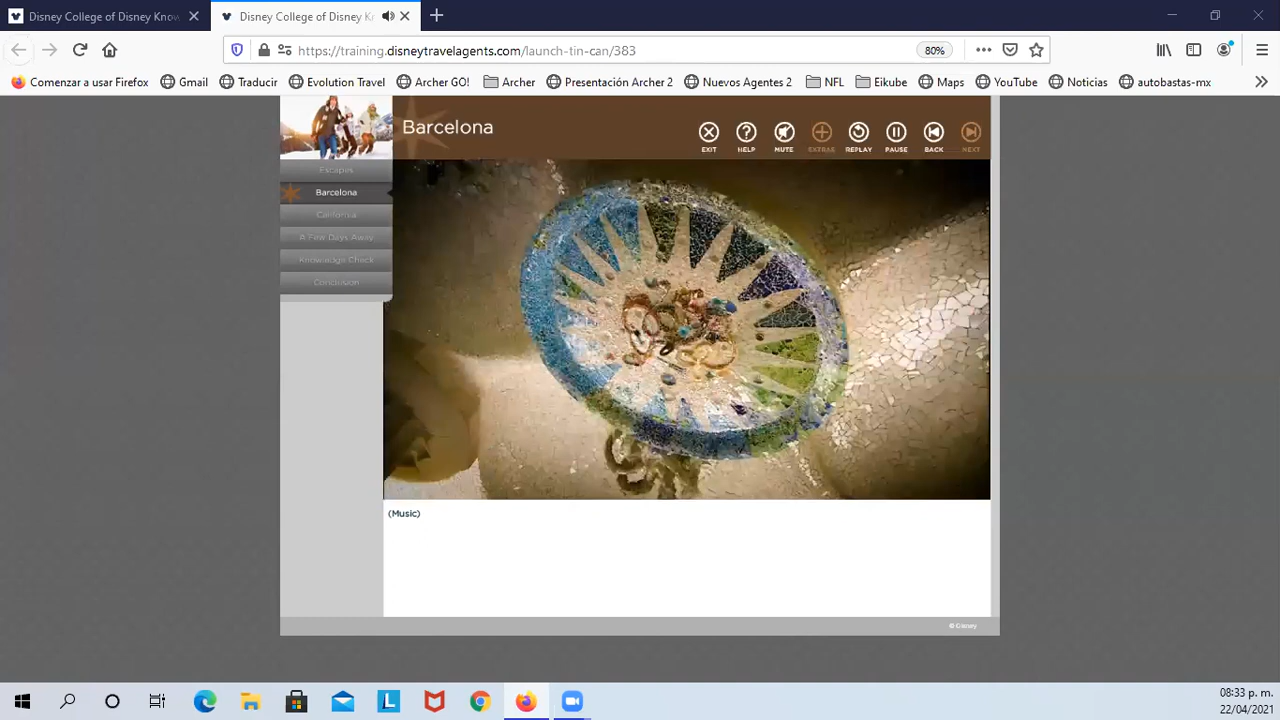 Disney College of Disney Know
Disney College of Disney Kn
https://training.disneytravelagents.com/launch-tin-can/383
80%
Comenzar a usar Firefox
Gmail
Traducir
Evolution Travel
Archer GO!
Archer
Presentación Archer 2
Nuevos Agentes 2
NFL
Eikube
Maps
YouTube
Noticias
autobastas-mx
Barcelona
EXIT
HELP
MUTE
EXTRAS
REPLAY
PAUSE
BACK
NEXT
Escapes
Barcelona
California
A Few Days Away
Knowledge Check
Conclusion
(Music)
© Disney
08:33 p. m.
22/04/2021